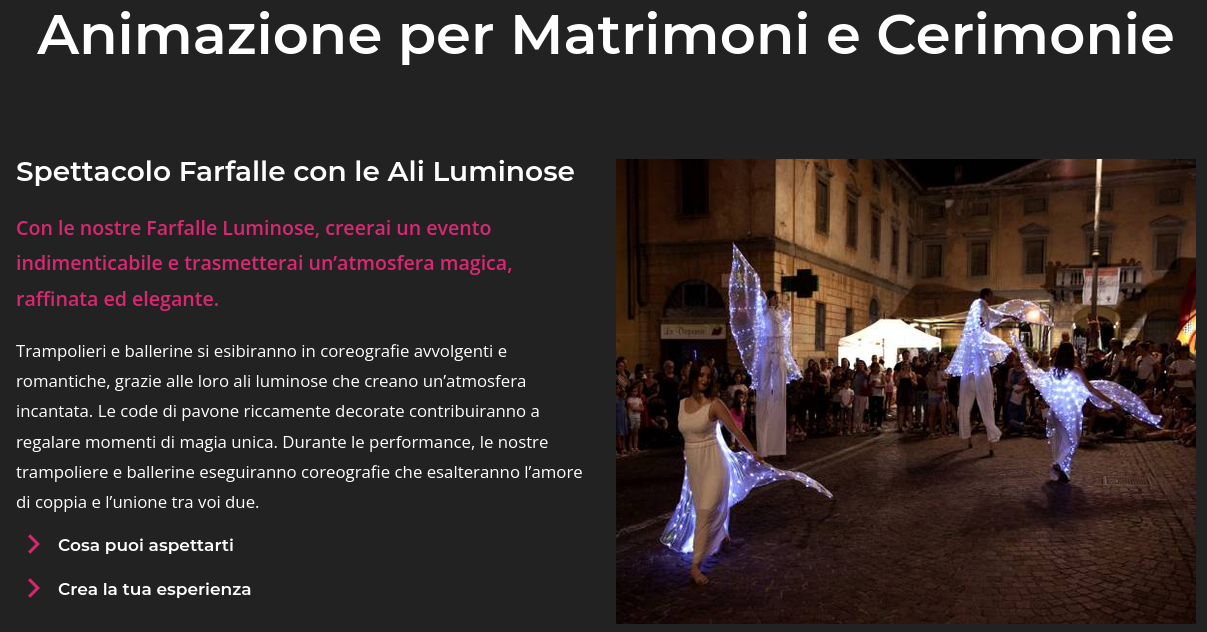 Animazione per Matrimoni e Cerimonie
Spettacolo Farfalle con le Ali Luminose
Con le nostre Farfalle Luminose, creerai un evento
indimenticabile e trasmetterai un’atmosfera magica,
raffinata ed elegante.
Trampolieri e ballerine si esibiranno in coreografie avvolgenti e
romantiche, grazie alle loro ali luminose che creano un’atmosfera
incantata. Le code di pavone riccamente decorate contribuiranno a
regalare momenti di magia unica. Durante le performance, le nostre
trampoliere e ballerine eseguiranno coreografie che esalteranno l’amore
di coppia e l’unione tra voi due.
Cosa puoi aspettarti
Crea la tua esperienza